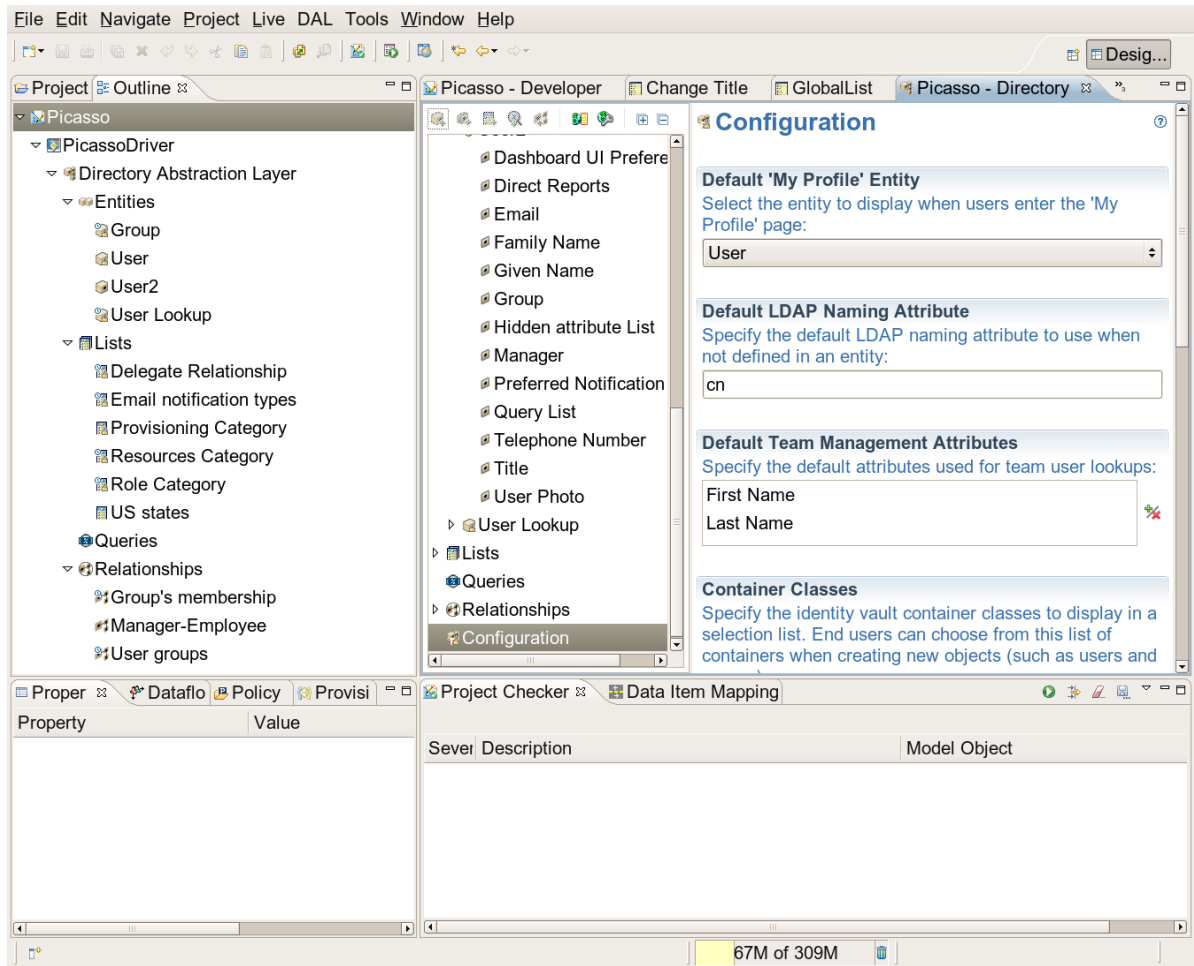 File Edit Navigate Project Live DAL Tools Window Help
Desig...
Project Outline
Picasso
PicassoDriver
Directory Abstraction Layer
Entities
Group
User
User2
User Lookup
Lists
Delegate Relationship
Email notification types
Provisioning Category
Resources Category
Role Category
US states
Queries
Relationships
Group's membership
Manager-Employee
User groups
Picasso - Developer Change Title GlobalList Picasso - Directory
Dashboard UI Prefere
Direct Reports
Email
Family Name
Given Name
Group
Hidden attribute List
Manager
Preferred Notification
Query List
Telephone Number
Title
User Photo
User Lookup
Lists
Queries
Relationships
Configuration
Configuration
Default 'My Profile' Entity
Select the entity to display when users enter the 'My
Profile' page:
User
Default LDAP Naming Attribute
Specify the default LDAP naming attribute to use when
not defined in an entity:
cn
Default Team Management Attributes
Specify the default attributes used for team user lookups:
First Name
Last Name
Container Classes
Specify the identity vault container classes to display in a
selection list. End users can choose from this list of
containers when creating new objects (such as users and
Proper Dataflo Policy Provisi
Property Value
Project Checker Data Item Mapping
Sever Description Model Object
67M of 309M